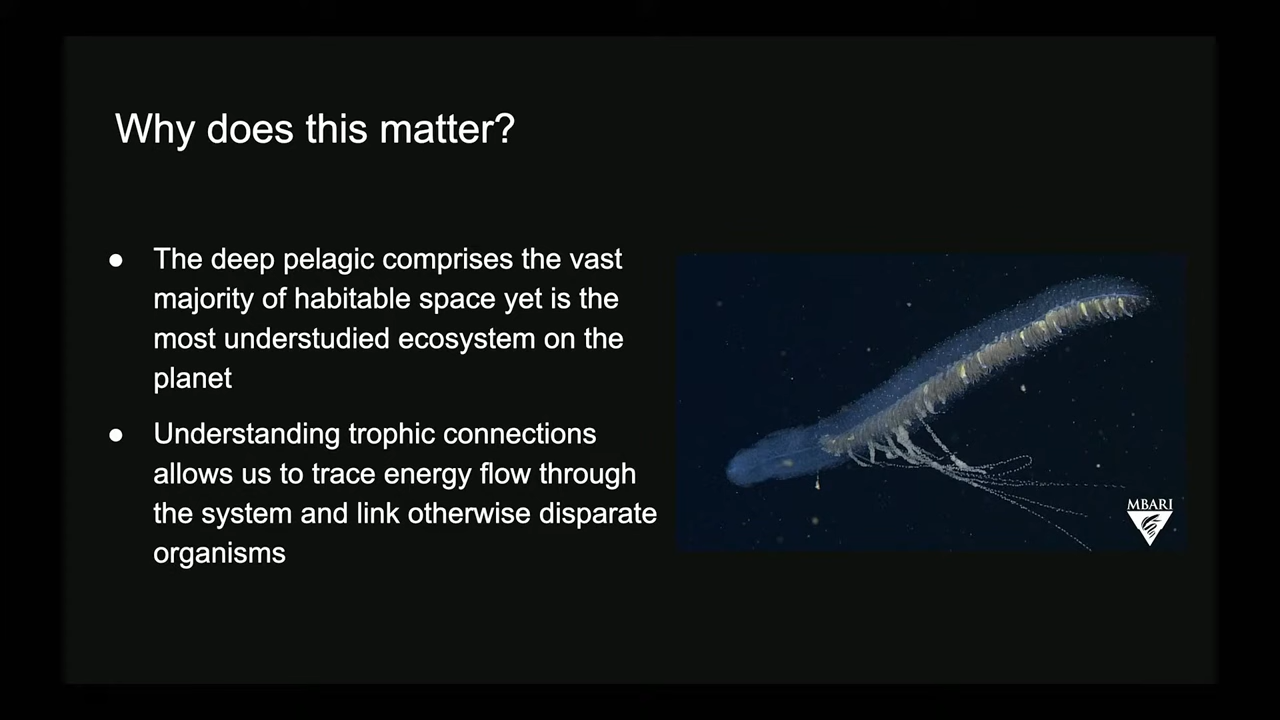 Why does this matter?
● The deep pelagic comprises the vast
majority of habitable space yet is the
most understudied ecosystem on the
planet
● Understanding trophic connections
allows us to trace energy flow through
the system and link otherwise disparate
organisms
MBARI